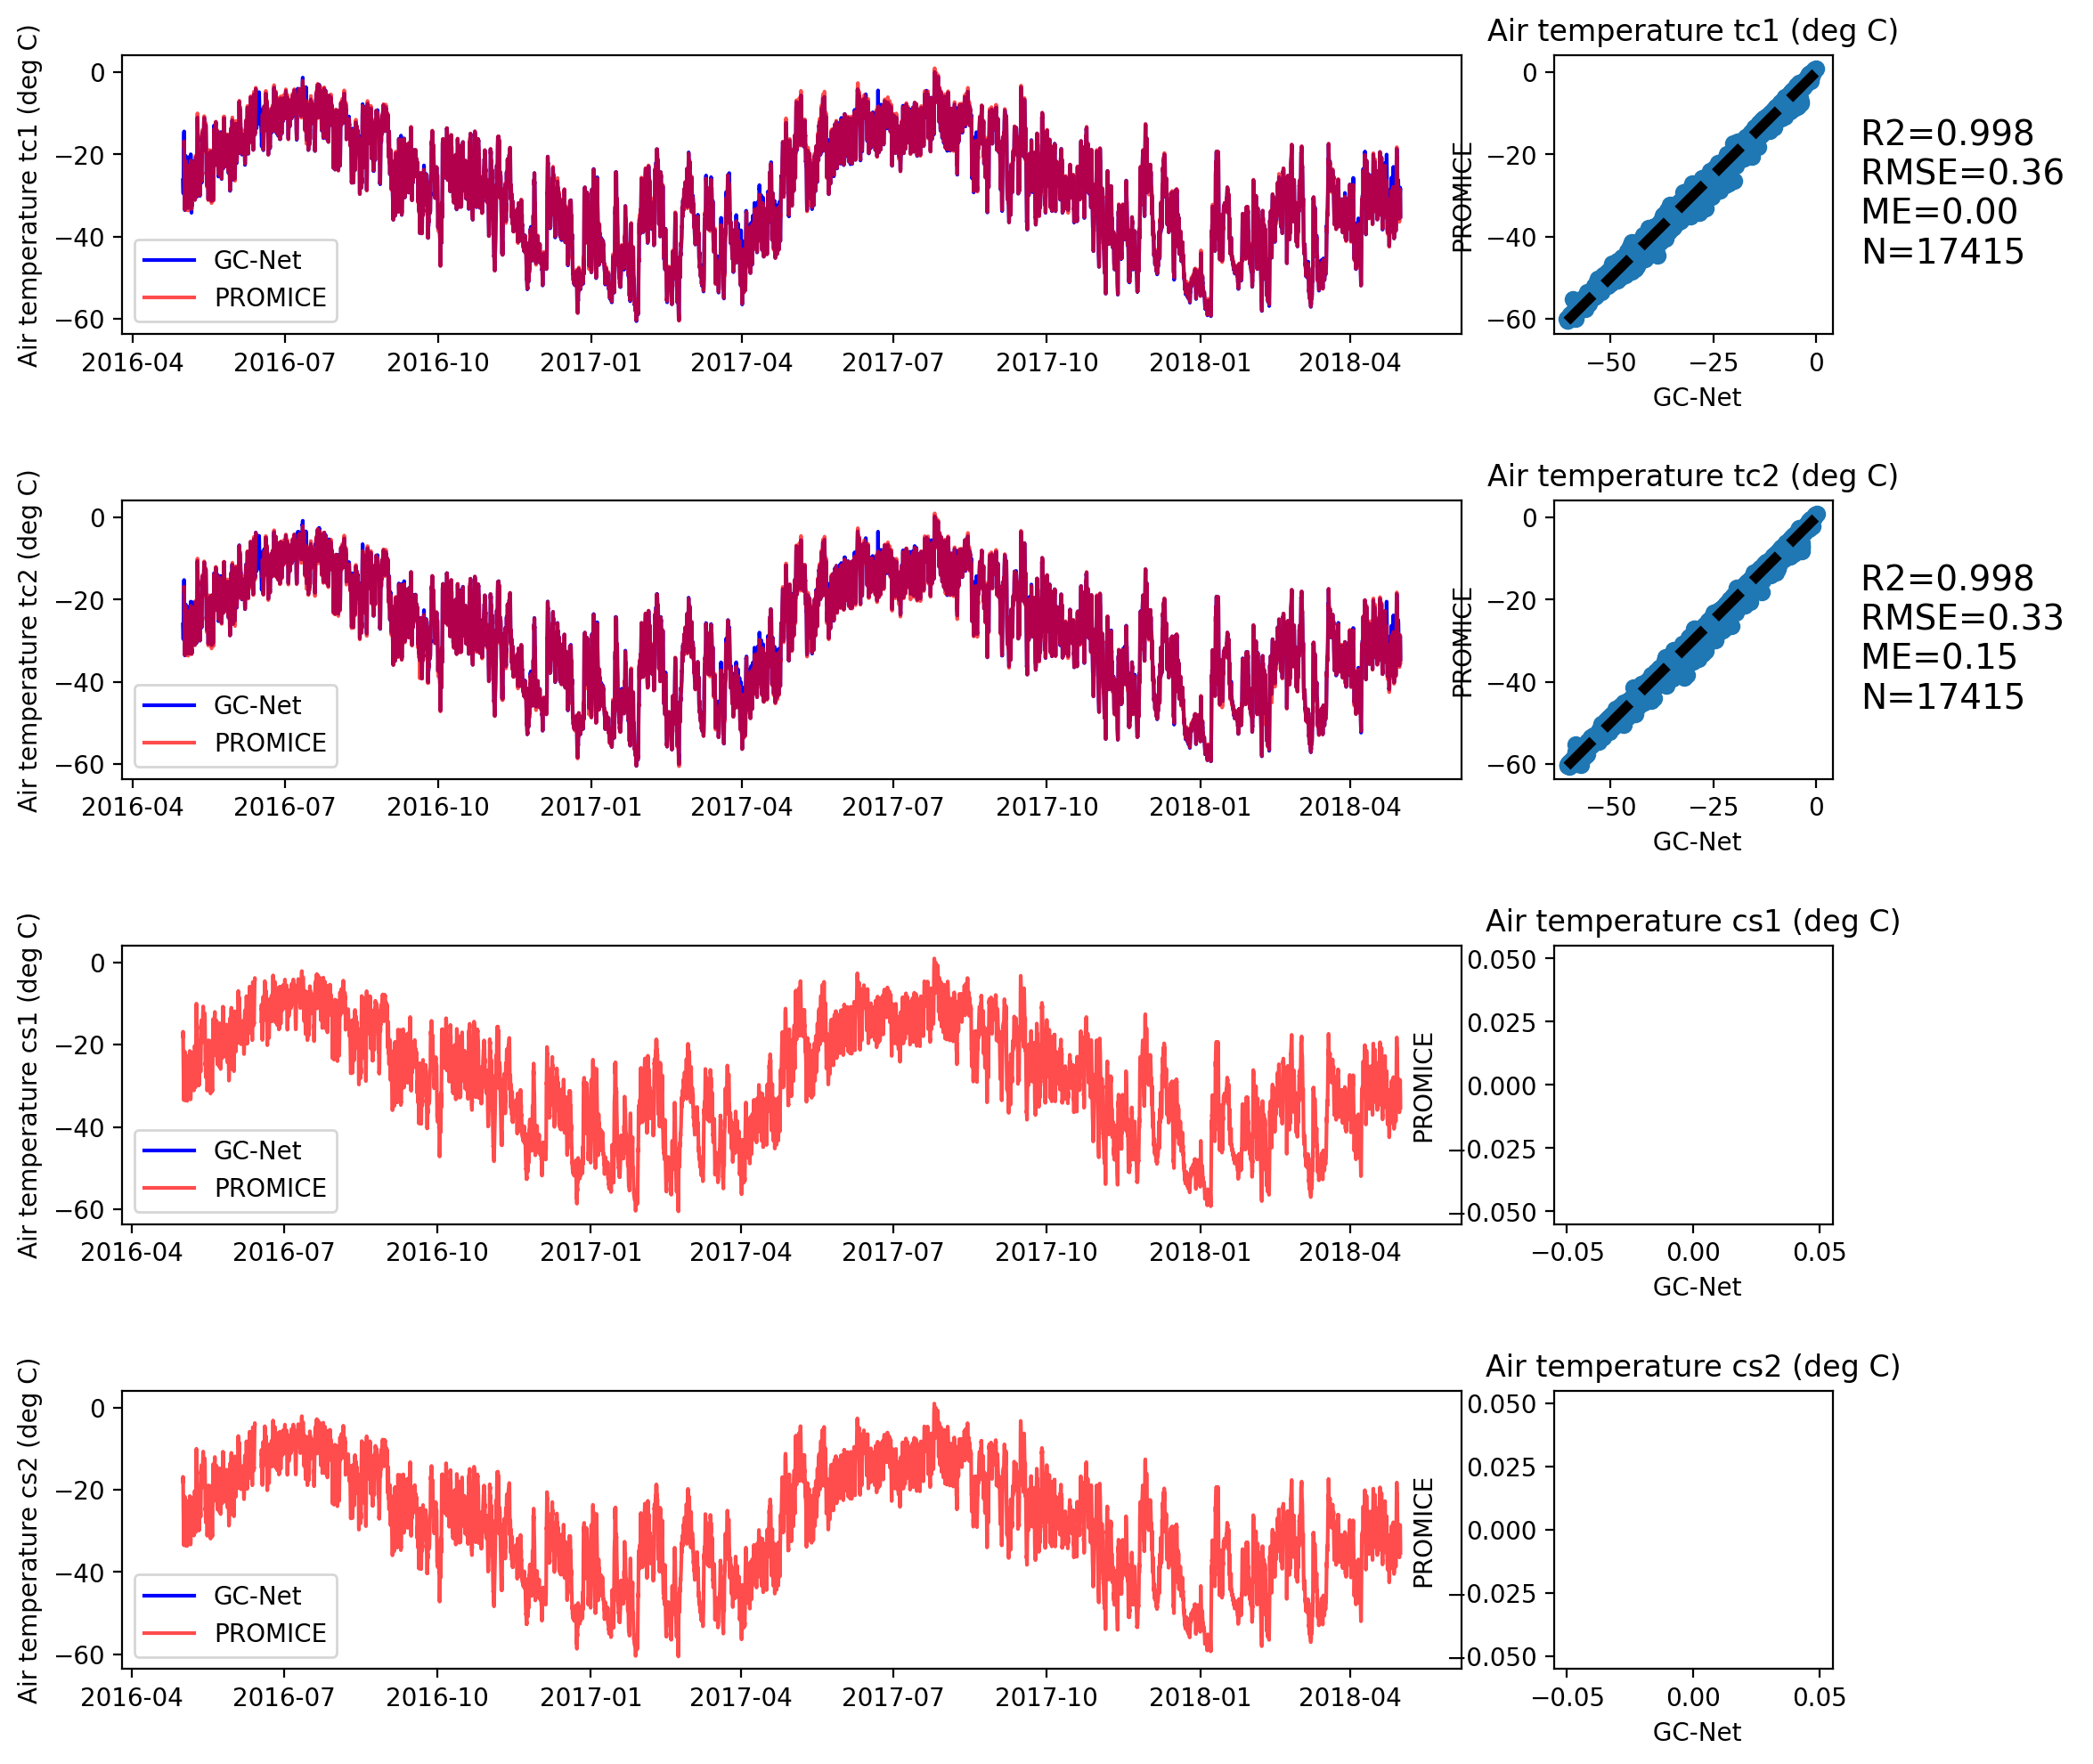 Air temperature tc1 (deg C)
Air temperature tc1 (deg C)
0
−20
−40
−60
GC-Net
PROMICE
2016-04 2016-07 2016-10 2017-01 2017-04 2017-07 2017-10 2018-01 2018-04
PROMICE
0
−20
−40
−60
−50 −25 0
GC-Net
R2=0.998
RMSE=0.36
ME=0.00
N=17415
Air temperature tc2 (deg C)
Air temperature tc2 (deg C)
0
−20
−40
−60
GC-Net
PROMICE
2016-04 2016-07 2016-10 2017-01 2017-04 2017-07 2017-10 2018-01 2018-04
PROMICE
0
−20
−40
−60
−50 −25 0
GC-Net
R2=0.998
RMSE=0.33
ME=0.15
N=17415
Air temperature cs1 (deg C)
Air temperature cs1 (deg C)
0
−20
−40
−60
GC-Net
PROMICE
2016-04 2016-07 2016-10 2017-01 2017-04 2017-07 2017-10 2018-01 2018-04
PROMICE
0.050
0.025
0.000
−0.025
−0.050
−0.05 0.00 0.05
GC-Net
Air temperature cs2 (deg C)
Air temperature cs2 (deg C)
0
−20
−40
−60
GC-Net
PROMICE
2016-04 2016-07 2016-10 2017-01 2017-04 2017-07 2017-10 2018-01 2018-04
PROMICE
0.050
0.025
0.000
−0.025
−0.050
−0.05 0.00 0.05
GC-Net